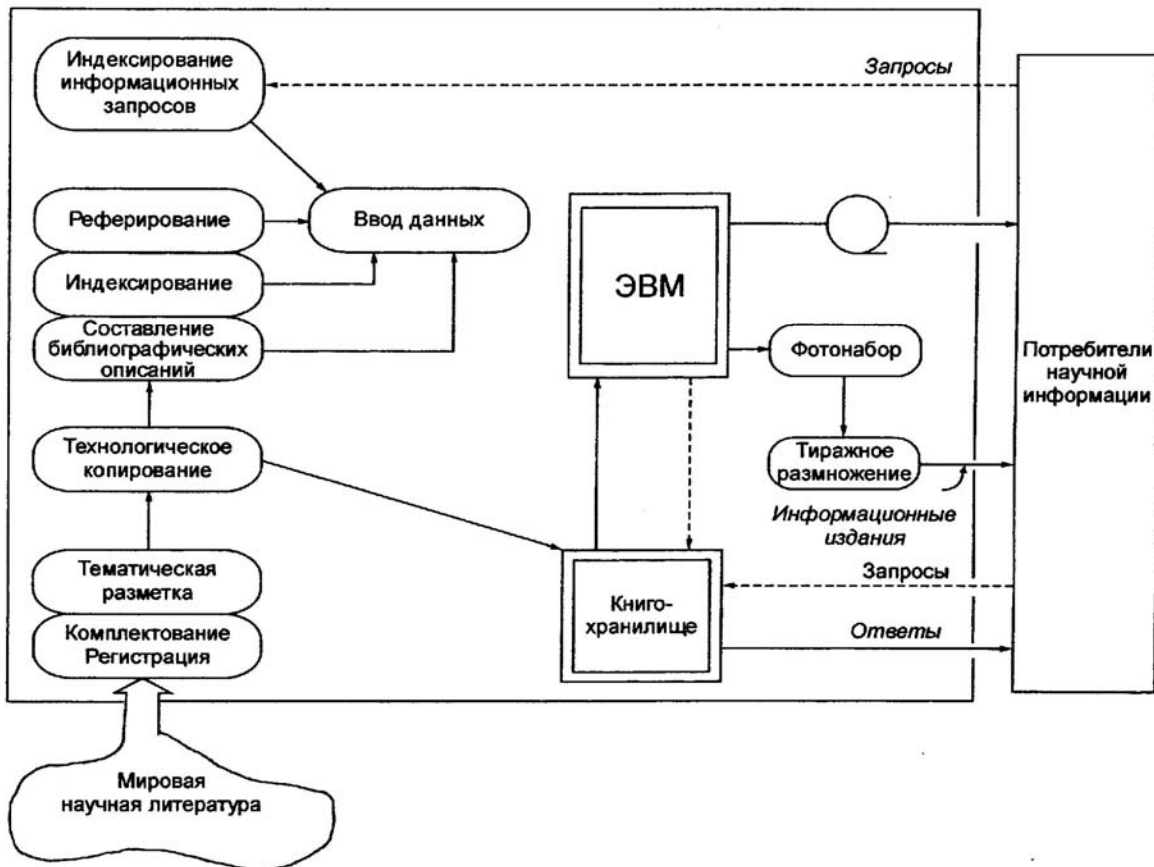 Индексирование
информационных
запросов
Запросы
Реферирование
Ввод данных
Индексирование
Составление
библиографических
описаний
ЭВМ
Фотонабор
Потребители
научной
информации
Технологическое
копирование
Тиражное
размножение
Информационные
издания
Тематическая
разметка
Запросы
Книго-
хранилище
Комплектование
Регистрация
Ответы
Мировая
научная литература